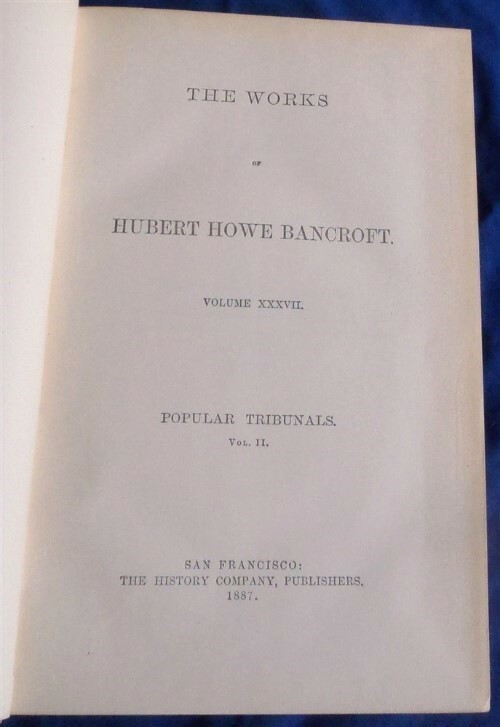 THE WORKS
OF
HUBERT HOWE BANCROFT.
VOLUME XXXVII.
POPULAR TRIBUNALS.
VOL. II.
SAN FRANCISCO:
THE HISTORY COMPANY, PUBLISHERS,
1887.